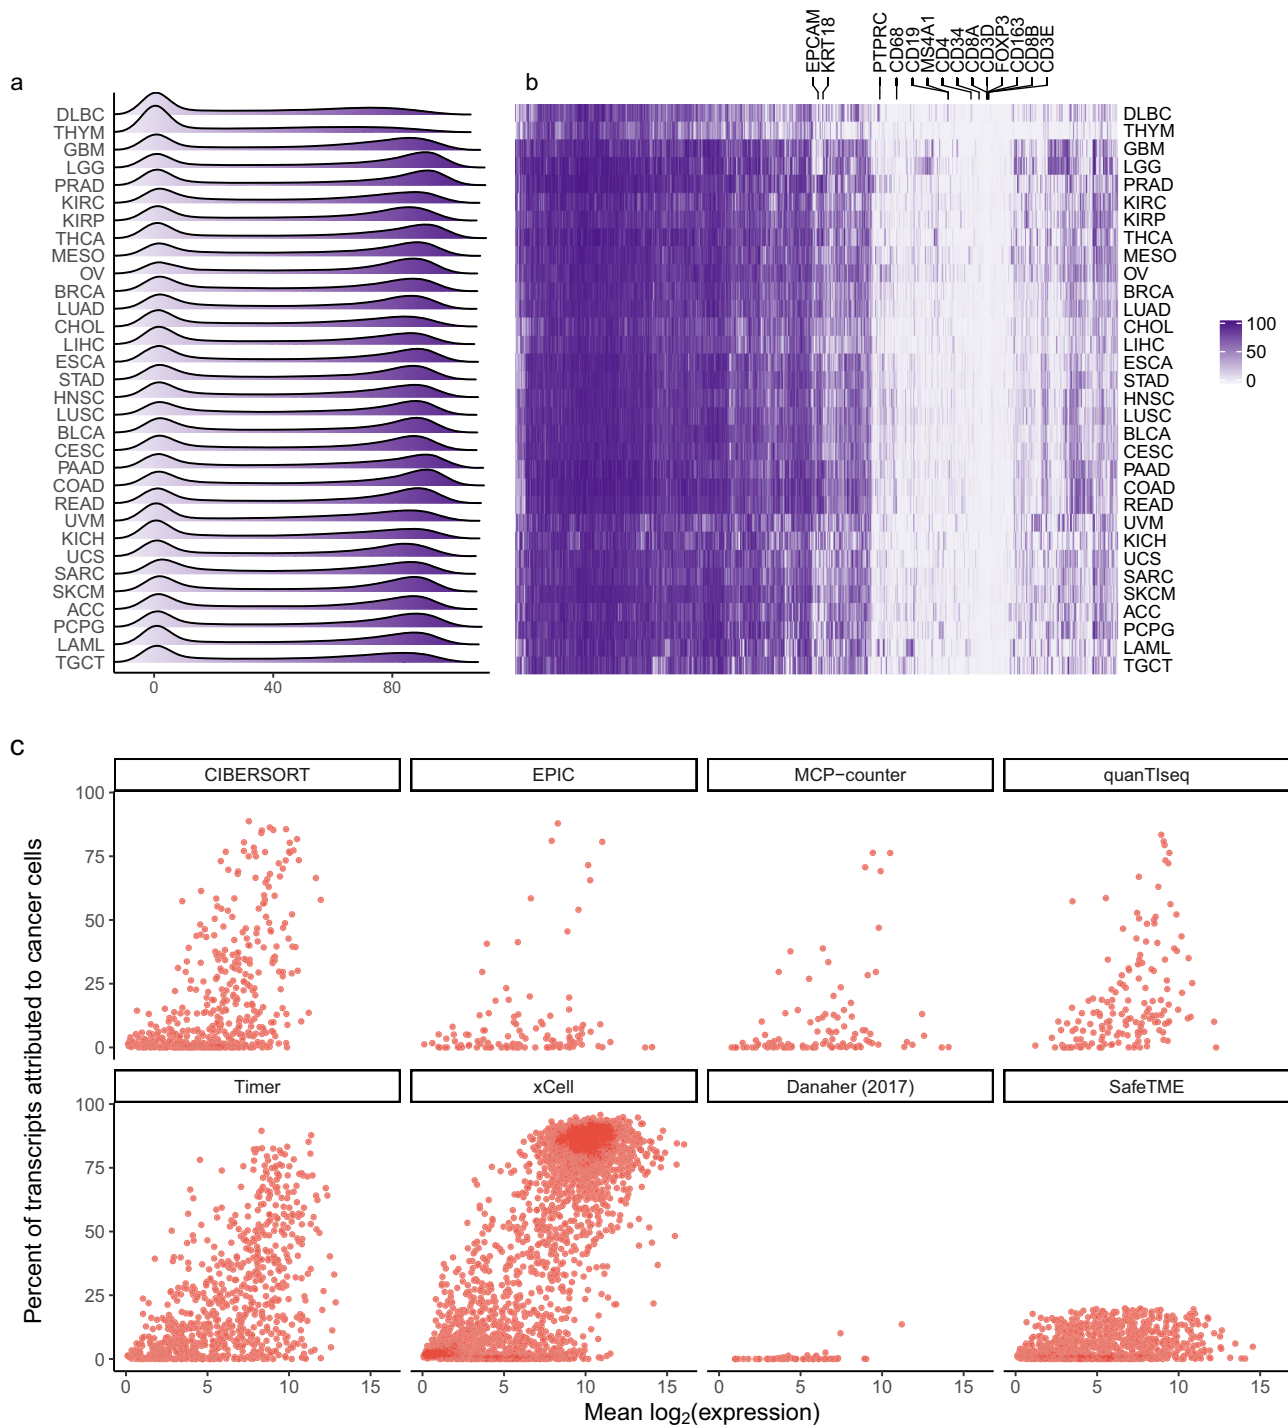 a
DLBC
THYM
GBM
LGG
PRAD
KIRC
KIRP
THCA
MESO
OV
BRCA
LUAD
CHOL
LIHC
ESCA
STAD
HNSC
LUSC
BLCA
CESC
PAAD
COAD
READ
UVM
KICH
UCS
SARC
SKCM
ACC
PCPG
LAML
TGCT
0 40 80
b
EPCAM
KRT18
PTPRC
CD68
CD19
MS4A1
CD4
CD34
CD8A
CD3D
FOXP3
CD163
CD8B
CD3E
DLBC
THYM
GBM
LGG
PRAD
KIRC
KIRP
THCA
MESO
OV
BRCA
LUAD
CHOL
LIHC
ESCA
STAD
HNSC
LUSC
BLCA
CESC
PAAD
COAD
READ
UVM
KICH
UCS
SARC
SKCM
ACC
PCPG
LAML
TGCT
100
50
0
c
Percent of transcripts attributed to cancer cells
CIBERSORT EPIC MCP−counter quanTIseq
100
75
50
25
0
Timer xCell Danaher (2017) SafeTME
100
75
50
25
0
0 5 10 15 0 5 10 15 0 5 10 15 0 5 10 15
Mean log₂(expression)